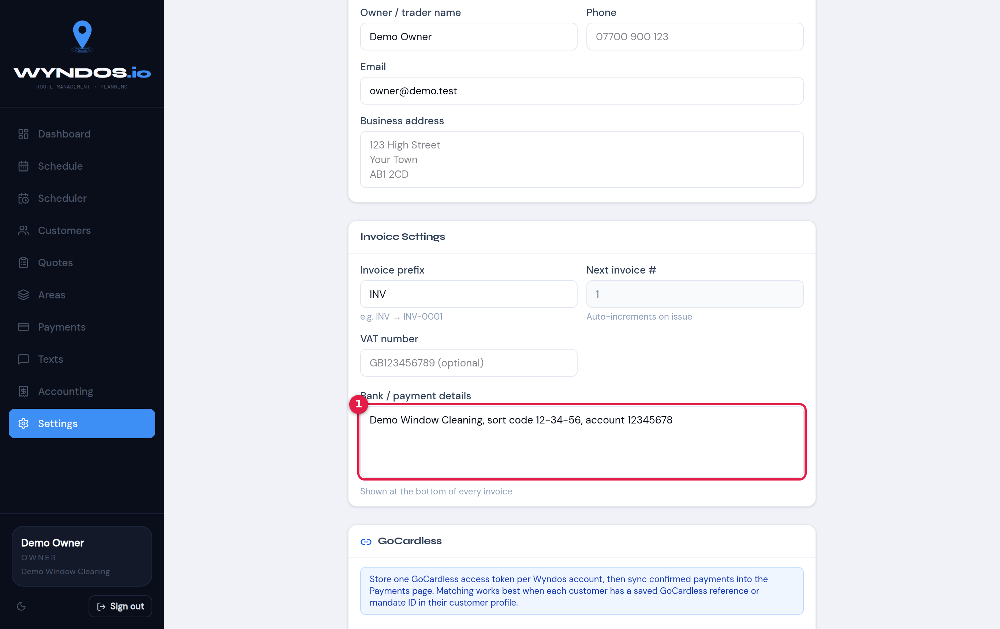 WYNDOS.io
ROUTE MANAGEMENT · PLANNING
Dashboard
Schedule
Scheduler
Customers
Quotes
Areas
Payments
Texts
Accounting
Settings
Demo Owner
OWNER
Demo Window Cleaning
Sign out
Owner / trader name
Demo Owner
Phone
07700 900 123
Email
owner@demo.test
Business address
123 High Street
Your Town
AB1 2CD
Invoice Settings
Invoice prefix
INV
e.g. INV → INV-0001
Next invoice #
1
Auto-increments on issue
VAT number
GB123456789 (optional)
Bank / payment details
1
Demo Window Cleaning, sort code 12-34-56, account 12345678
Shown at the bottom of every invoice
GoCardless
Store one GoCardless access token per Wyndos account, then sync confirmed payments into the
Payments page. Matching works best when each customer has a saved GoCardless reference or
mandate ID in their customer profile.